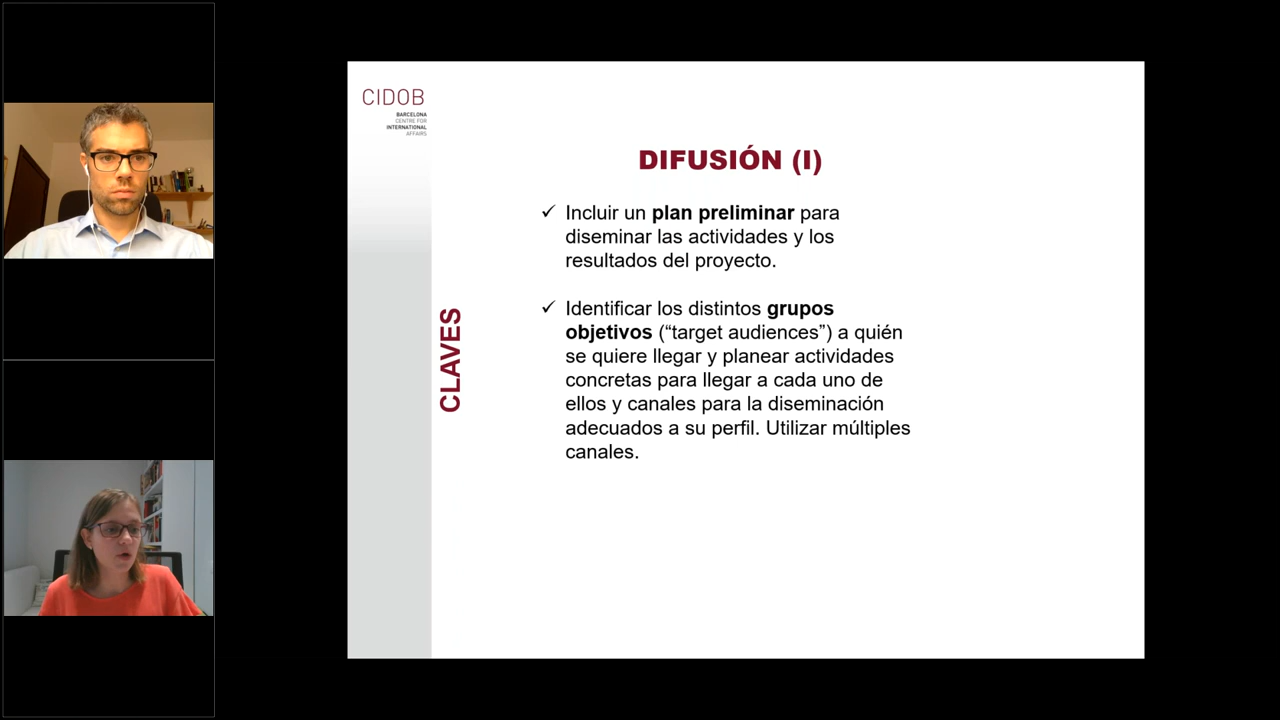 CIDOB
BARCELONA
CENTRE FOR
INTERNATIONAL
AFFAIRS
DIFUSIÓN (I)
✓ Incluir un plan preliminar para
diseminar las actividades y los
resultados del proyecto.
✓ Identificar los distintos grupos
objetivos (“target audiences”) a quién
se quiere llegar y planear actividades
concretas para llegar a cada uno de
ellos y canales para la diseminación
adecuados a su perfil. Utilizar múltiples
canales.
CLAVES